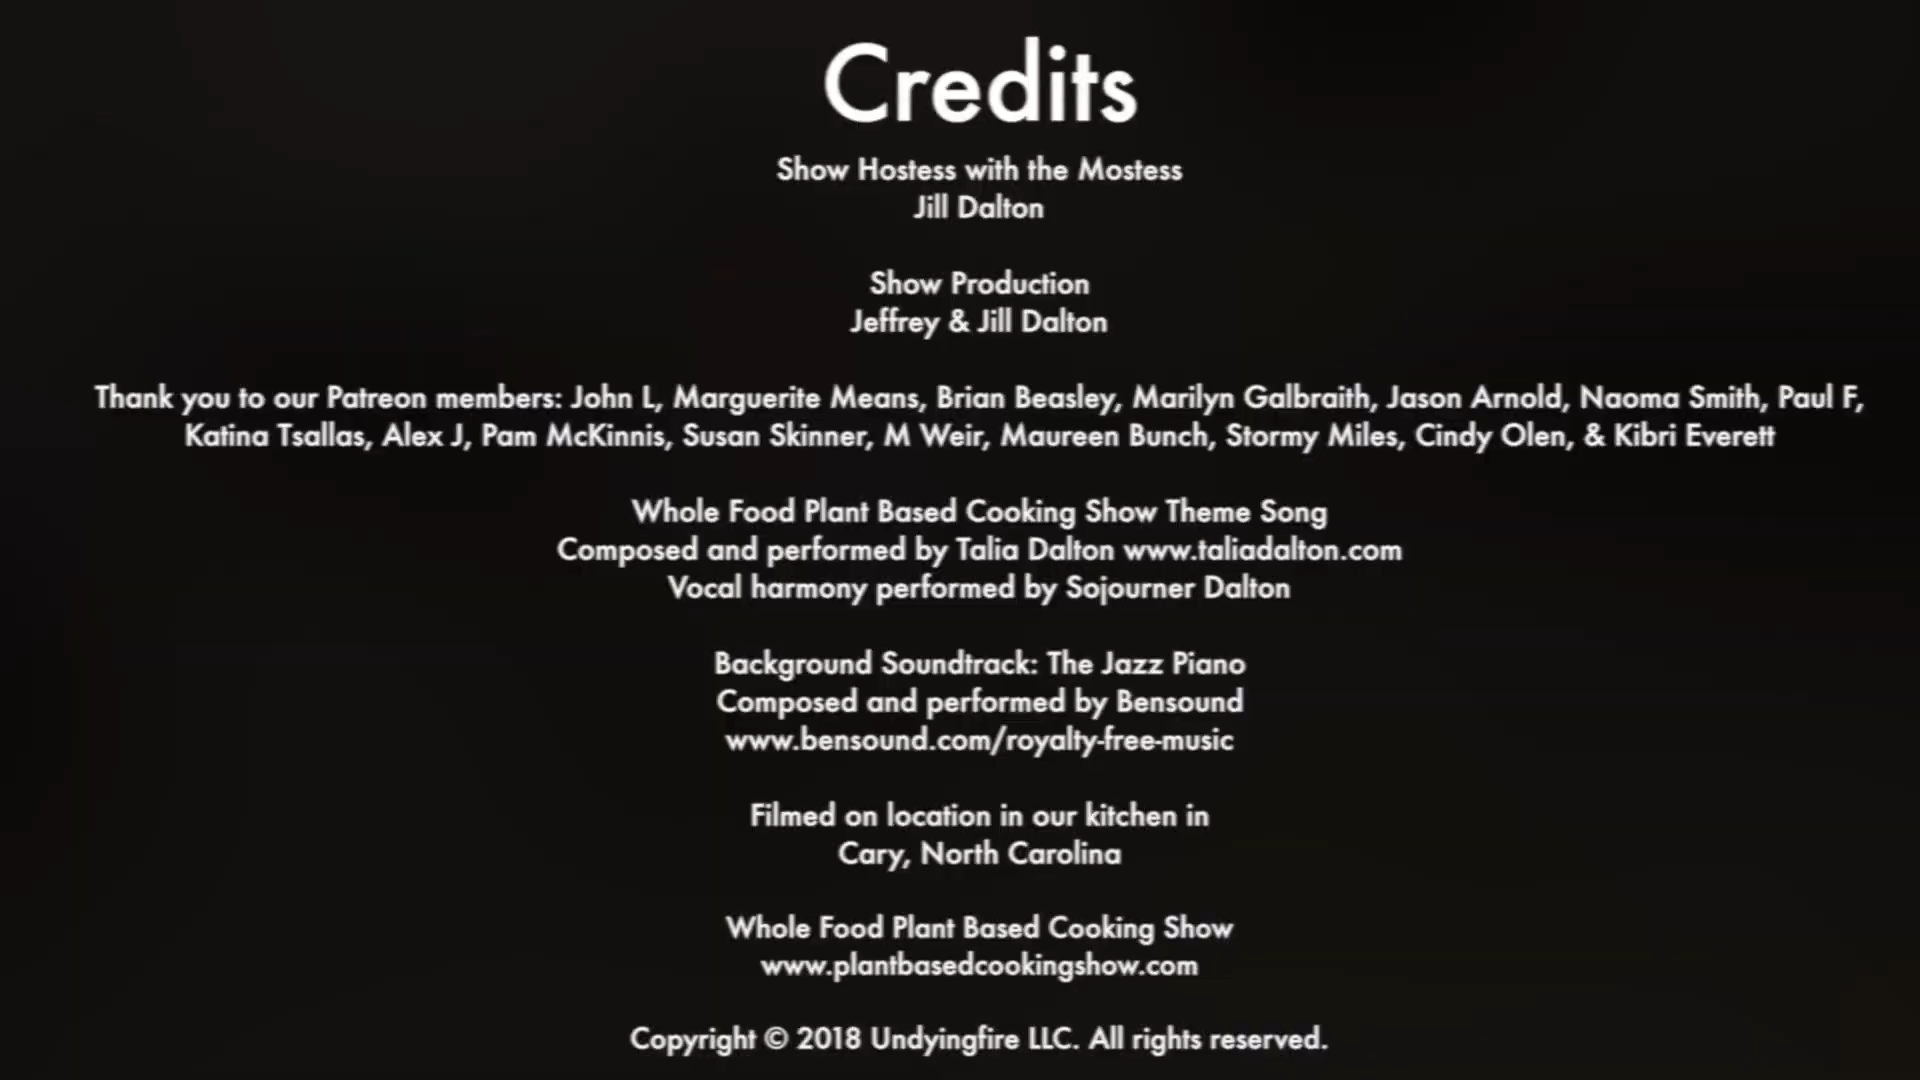 Credits
Show Hostess with the Mostess
Jill Dalton
Show Production
Jeffrey & Jill Dalton
Thank you to our Patreon members: John L, Marguerite Means, Brian Beasley, Marilyn Galbraith, Jason Arnold, Naoma Smith, Paul F,
Katina Tsallas, Alex J, Pam McKinnis, Susan Skinner, M Weir, Maureen Bunch, Stormy Miles, Cindy Olen, & Kibri Everett
Whole Food Plant Based Cooking Show Theme Song
Composed and performed by Talia Dalton www.taliadalton.com
Vocal harmony performed by Sojourner Dalton
Background Soundtrack: The Jazz Piano
Composed and performed by Bensound
www.bensound.com/royalty-free-music
Filmed on location in our kitchen in
Cary, North Carolina
Whole Food Plant Based Cooking Show
www.plantbasedcookingshow.com
Copyright © 2018 Undyingfire LLC. All rights reserved.